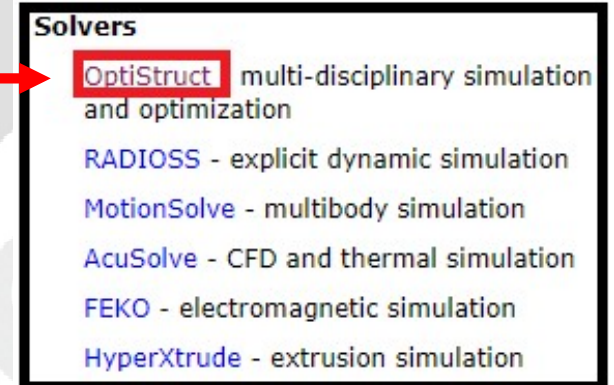 Solvers
OptiStruct multi-disciplinary simulation
and optimization
RADIOSS - explicit dynamic simulation
MotionSolve - multibody simulation
AcuSolve - CFD and thermal simulation
FEKO - electromagnetic simulation
HyperXtrude - extrusion simulation